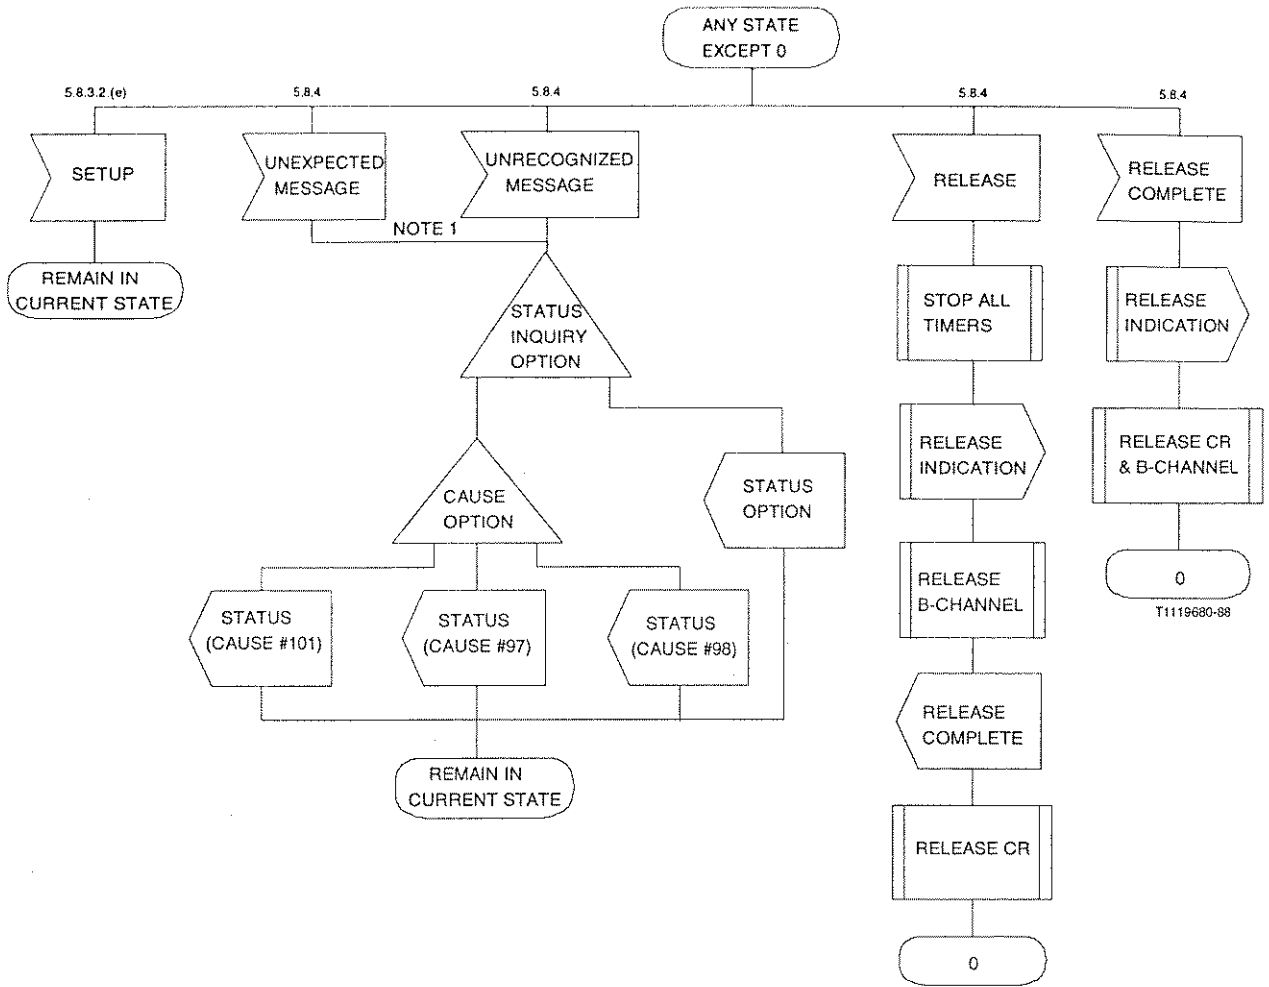 ANY STATE
EXCEPT 0
5.8.3.2.(e)
5.8.4
5.8.4
5.8.4
5.8.4
SETUP
UNEXPECTED
MESSAGE
UNRECOGNIZED
MESSAGE
RELEASE
RELEASE
COMPLETE
NOTE 1
REMAIN IN
CURRENT STATE
STATUS
INQUIRY
OPTION
STOP ALL
TIMERS
RELEASE
INDICATION
CAUSE
OPTION
STATUS
OPTION
RELEASE
INDICATION
RELEASE CR
& B-CHANNEL
STATUS
(CAUSE #101)
STATUS
(CAUSE #97)
STATUS
(CAUSE #98)
RELEASE
B-CHANNEL
0
T1119680-88
REMAIN IN
CURRENT STATE
RELEASE
COMPLETE
RELEASE CR
0